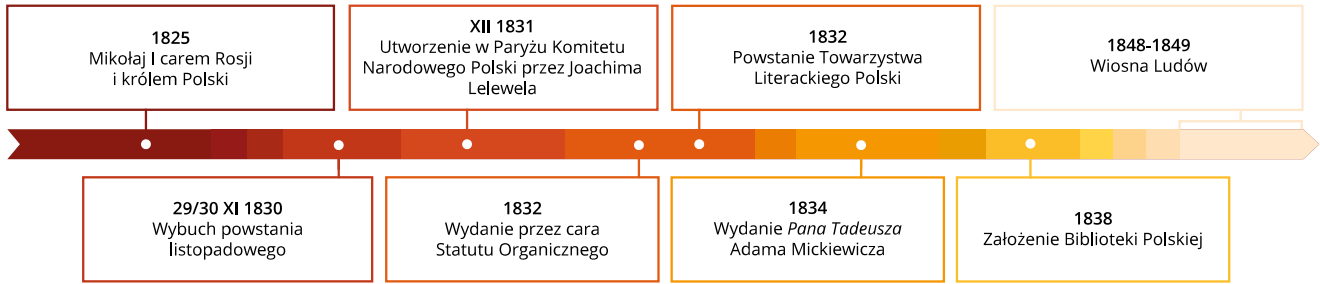 1825
Mikołaj I carem Rosji
i królem Polski
XII 1831
Utworzenie w Paryżu Komitetu
Narodowego Polski przez Joachima
Lelewela
1832
Powstanie Towarzystwa
Literackiego Polski
1848-1849
Wiosna Ludów
29/30 XI 1830
Wybuch powstania
listopadowego
1832
Wydanie przez cara
Statutu Organicznego
1834
Wydanie Pana Tadeusza
Adama Mickiewicza
1838
Założenie Biblioteki Polskiej